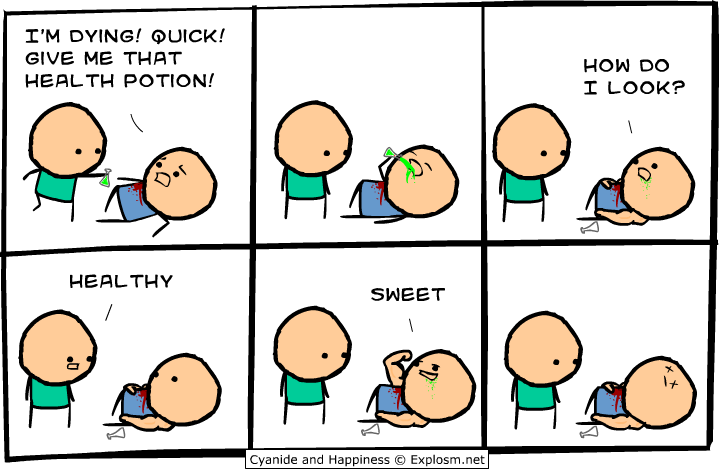 I'M DYING! QUICK!
GIVE ME THAT
HEALTH POTION!
HOW DO
I LOOK?
HEALTHY
SWEET
Cyanide and Happiness © Explosm.net